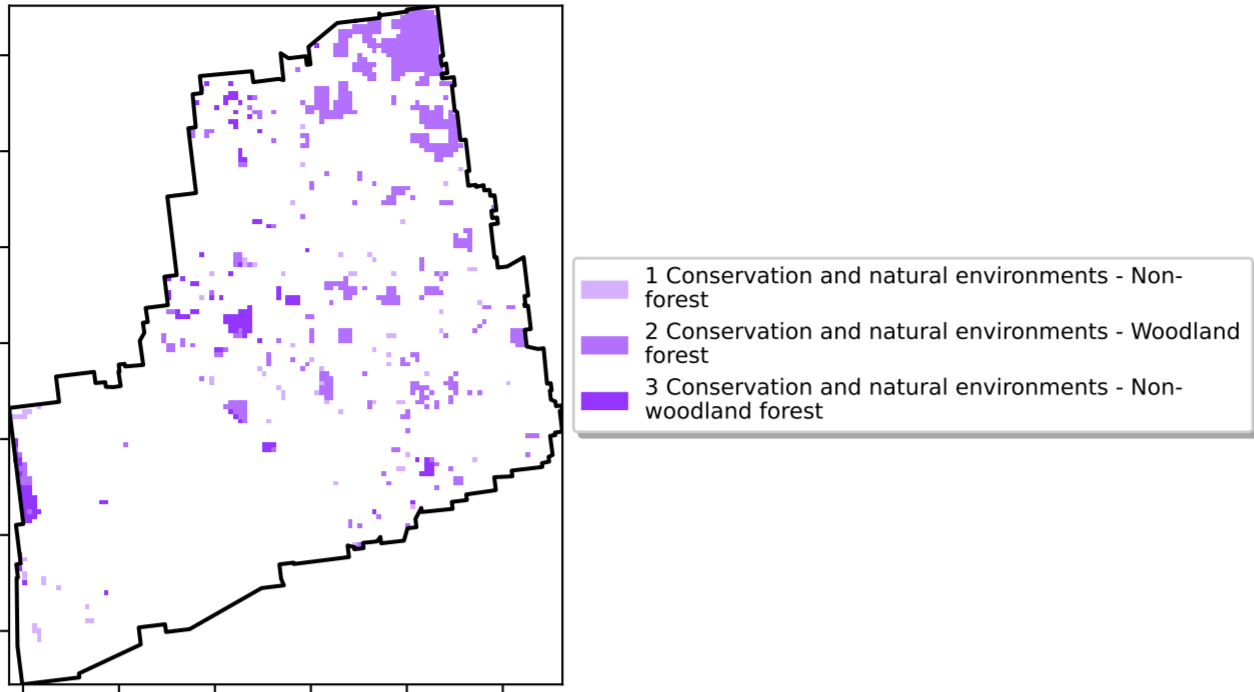 1 Conservation and natural environments - Non-
forest
2 Conservation and natural environments - Woodland
forest
3 Conservation and natural environments - Non-
woodland forest